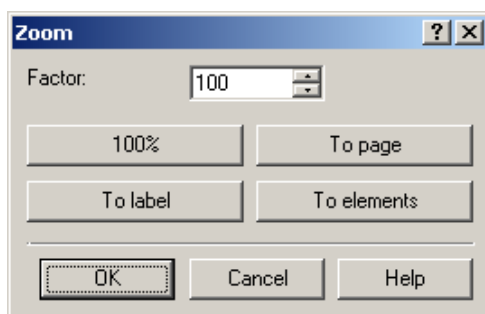 Zoom
Factor: 100
100% To page
To label To elements
OK Cancel Help